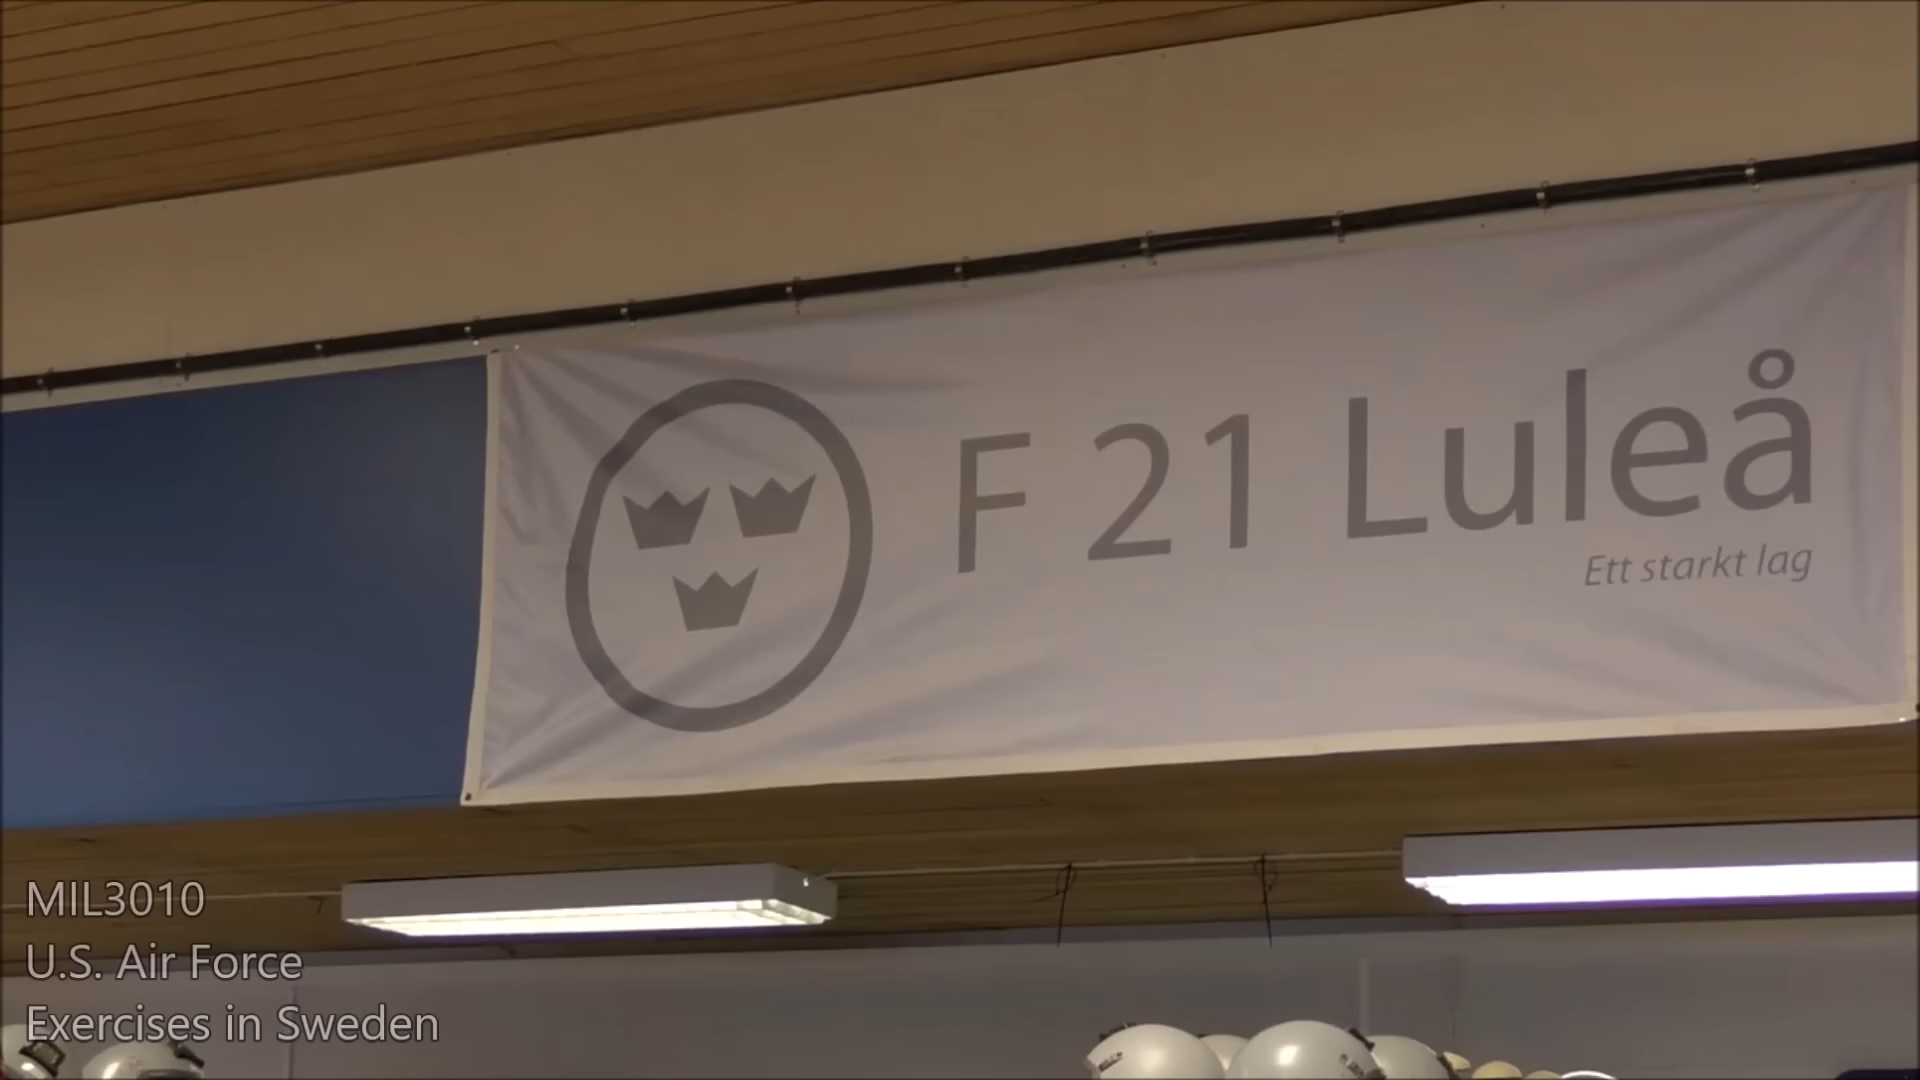 F 21 Luleå
Ett starkt lag
MIL3010
U.S. Air Force
Exercises in Sweden